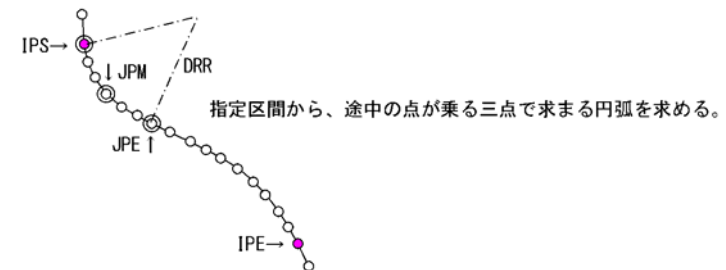 IPS→
↓JPM
DRR
指定区間から、途中の点が乗る三点で求まる円弧を求める。
JPE↑
IPE→